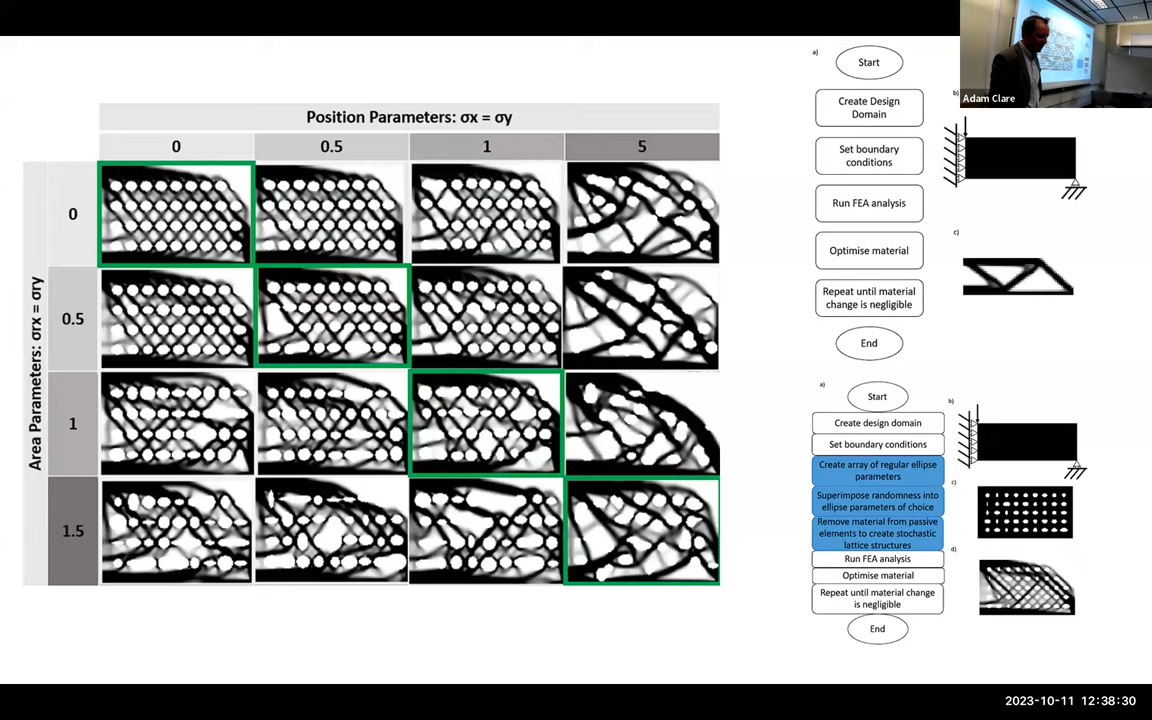 Position Parameters: σx = σy
0
0.5
1
5
Area Parameters: σrx = σry
0
0.5
1
1.5
a)
Start
Create Design
Domain
Set boundary
conditions
Run FEA analysis
Optimise material
Repeat until material
change is negligible
End
b)
c)
a)
Start
Create design domain
Set boundary conditions
Create array of regular ellipse
parameters
Superimpose randomness into
ellipse parameters of choice
Remove material from passive
elements to create stochastic
lattice structures
Run FEA analysis
Optimise material
Repeat until material change
is negligible
End
b)
c)
d)
Adam Clare
2023-10-11 12:38:30